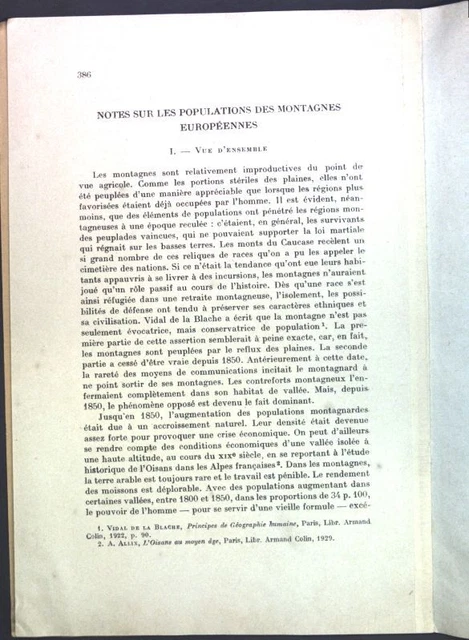 386
NOTES SUR LES POPULATIONS DES MONTAGNES
EUROPÉENNES
I. — Vue d'ensemble
Les montagnes sont relativement improductives du point de
vue agricole. Comme les portions stériles des plaines, elles n'ont
été peuplées d'une manière appréciable que lorsque les régions plus
favorisées étaient déjà occupées par l'homme. Il est évident, néan-
moins, que des éléments de populations ont pénétré les régions mon-
tagneuses à une époque reculée : c'étaient, en général, les survivants
des peuplades vaincues, qui ne pouvaient supporter la loi martiale
qui régnait sur les basses terres. Les monts du Caucase recèlent un
si grand nombre de ces reliques de races qu'on a pu les appeler le
cimetière des nations. Si ce n'était la tendance qu'ont eue leurs habi-
tants appauvris à se livrer à des incursions, les montagnes n'auraient
joué qu'un rôle passif au cours de l'histoire. Dès qu'une race s'est
ainsi réfugiée dans une retraite montagneuse, l'isolement, les possi-
bilités de défense ont tendu à préserver ses caractères ethniques et
sa civilisation. Vidal de la Blache a écrit que la montagne n'est pas
seulement évocatrice, mais conservatrice de population¹. La pre-
mière partie de cette assertion semblerait à peine exacte, car, en fait,
les montagnes sont peuplées par le reflux des plaines. La seconde
partie a cessé d'être vraie depuis 1850. Antérieurement à cette date,
la rareté des moyens de communications incitait le montagnard à
ne point sortir de ses montagnes. Les contreforts montagneux l'en-
fermaient complètement dans son habitat de vallée. Mais, depuis
1850, le phénomène opposé est devenu le fait dominant.
Jusqu'en 1850, l'augmentation des populations montagnardes
était due à un accroissement naturel. Leur densité était devenue
assez forte pour provoquer une crise économique. On peut d'ailleurs
se rendre compte des conditions économiques d'une vallée isolée à
une haute altitude, au cours du XIXᵉ siècle, en se reportant à l'étude
historique de l'Oisans dans les Alpes françaises². Dans les montagnes,
la terre arable est toujours rare et le travail est pénible. Le rendement
des moissons est déplorable. Avec des populations augmentant dans
certaines vallées, entre 1800 et 1850, dans les proportions de 34 p. 100,
le pouvoir de l'homme — pour se servir d'une vieille formule — excé-
1. Vidal de la Blache, Principes de Géographie humaine, Paris, Libr. Armand
Colin, 1922, p. 90.
2. A. Allix, L'Oisans au moyen âge, Paris, Libr. Armand Colin, 1929.